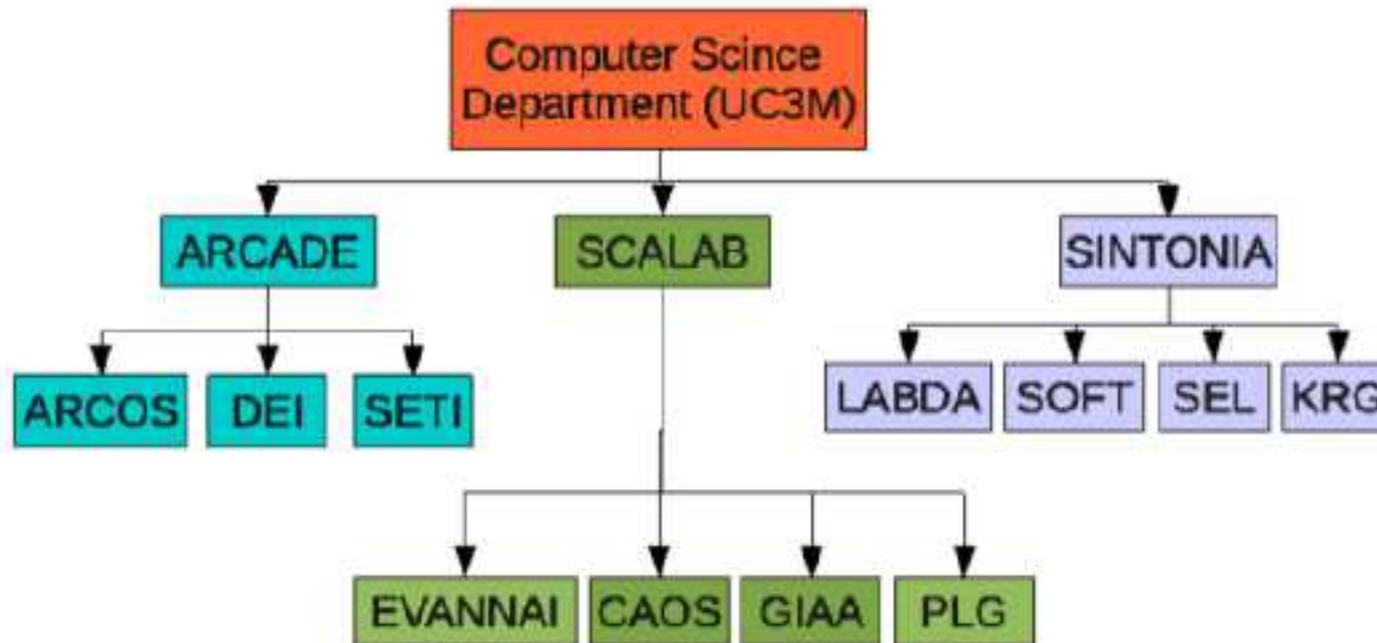 Computer Scince
Department (UC3M)
ARCADE
SCALAB
SINTONIA
ARCOS
DEI
SETI
LABDA
SOFT
SEL
KRG
EVANNAI
CAOS
GIAA
PLG